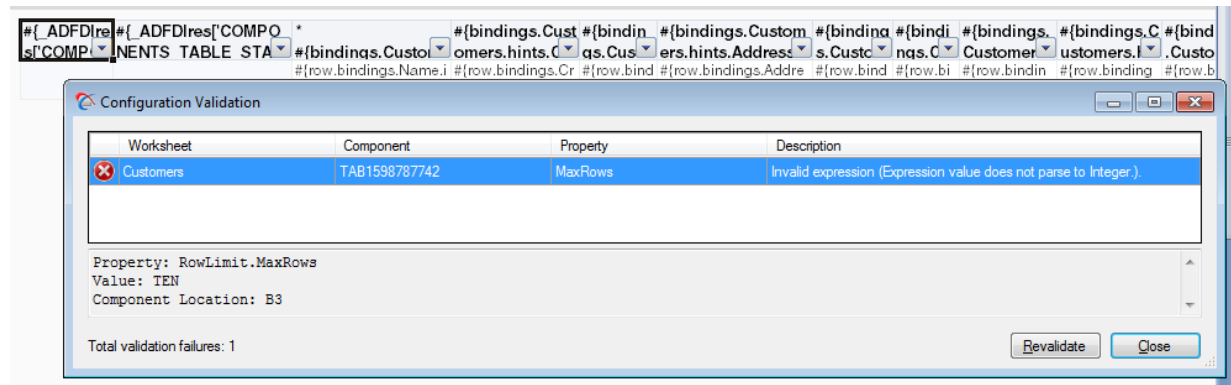 #{_ADFDIre #{_ADFDIres['COMPO * #{bindings.Cust #{bindin #{bindings.Custom #{binding #{bindi #{bindings. #{bindings.C #{bind
s['COMP NENTS_TABLE_STA #{bindings.Custo omers.hints.C gs.Cus ers.hints.Address s.Custo ngs.C Customer ustomers.h .Custo
#{row.bindings.Name.i #{row.bindings.Cr #{row.bind #{row.bindings.Addre #{row.bind #{row.bi #{row.bindin #{row.binding #{row.b
Configuration Validation
Worksheet Component Property Description
Customers TAB1598787742 MaxRows Invalid expression (Expression value does not parse to Integer.).
Property: RowLimit.MaxRows
Value: TEN
Component Location: B3
Total validation failures: 1 Revalidate Close